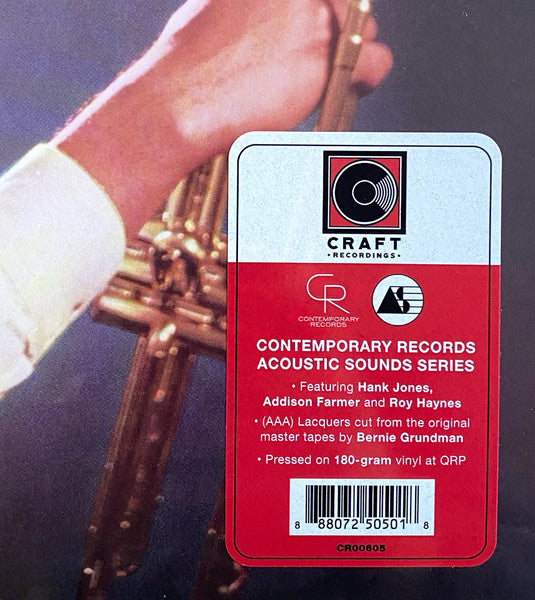 CRAFT
• RECORDINGS •
CR
CONTEMPORARY
RECORDS
AS
CONTEMPORARY RECORDS
ACOUSTIC SOUNDS SERIES
• Featuring Hank Jones,
Addison Farmer and Roy Haynes
• (AAA) Lacquers cut from the original
master tapes by Bernie Grundman
• Pressed on 180-gram vinyl at QRP
8 88072 50501 8
CR00605